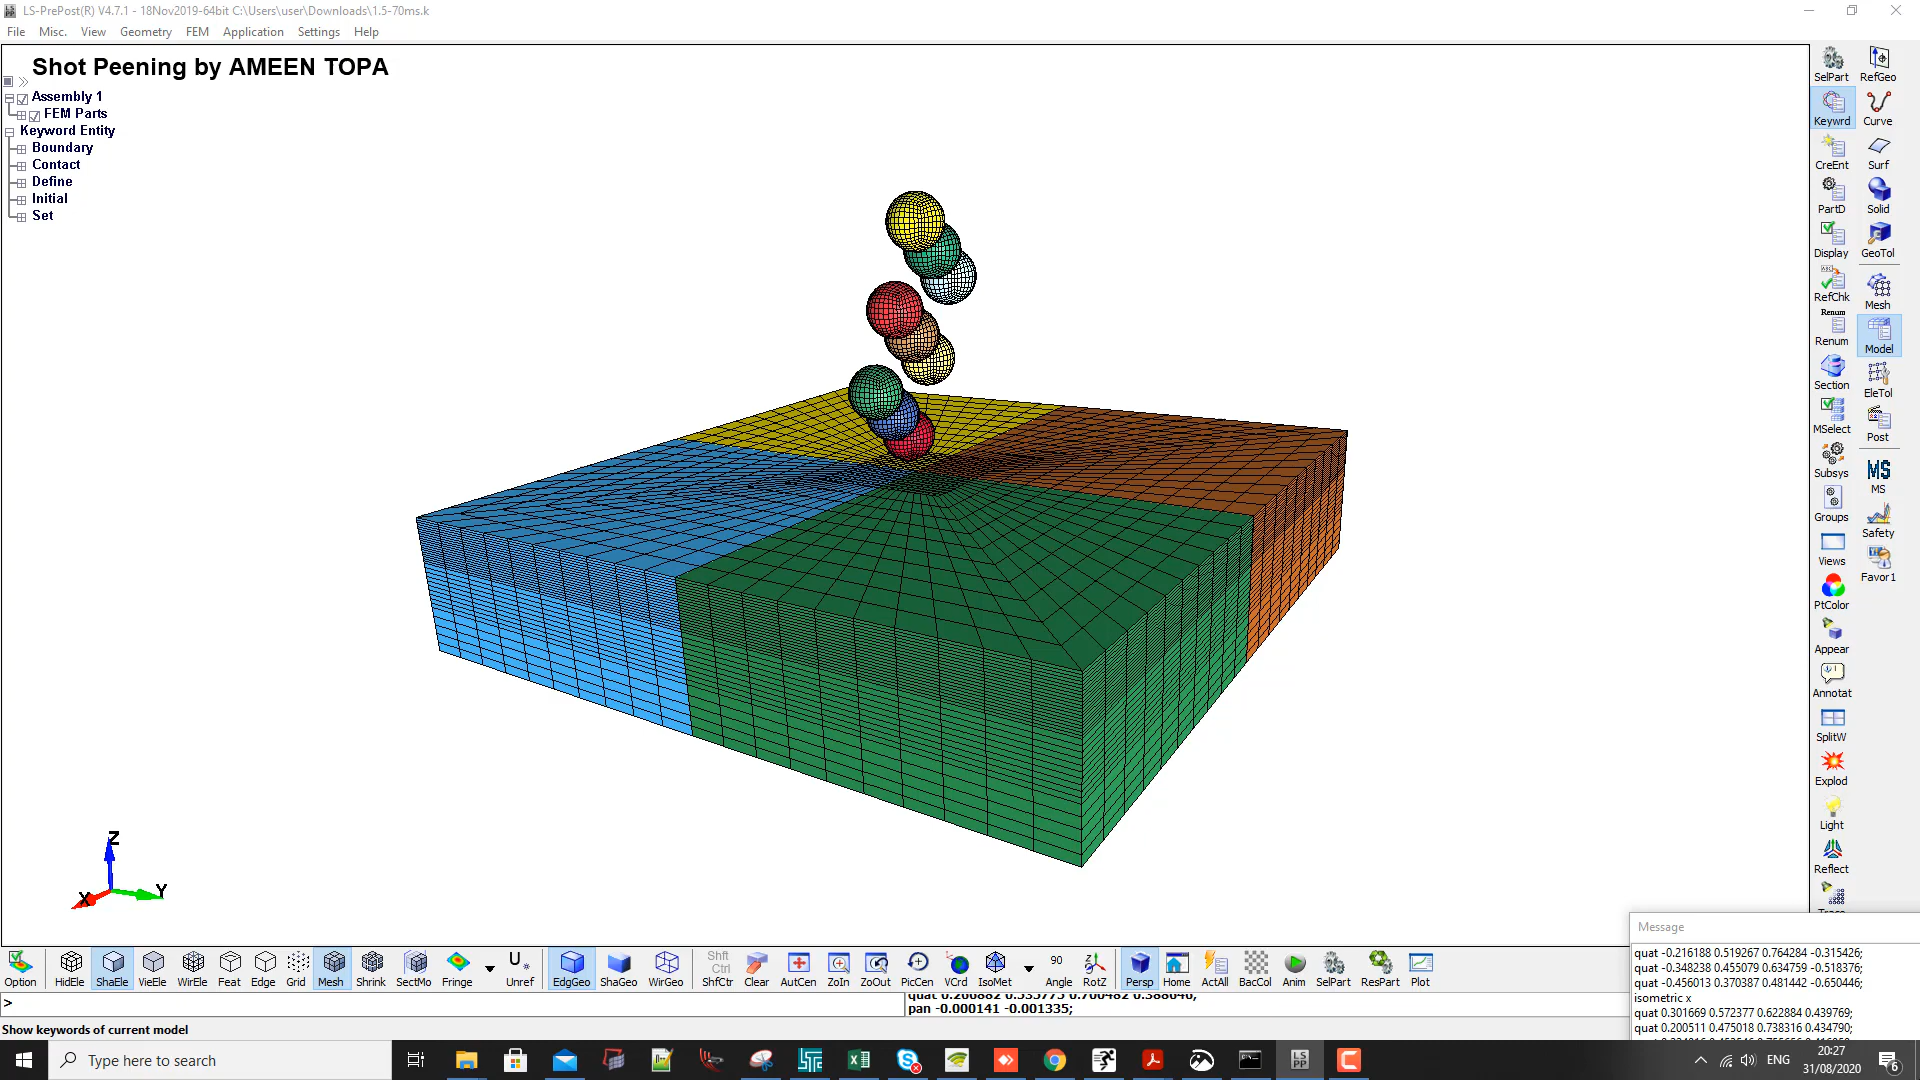 LS-PrePost(R) V4.7.1 - 18Nov2019-64bit C:\Users\user\Downloads\1.5-70ms.k
File Misc. View Geometry FEM Application Settings Help
Shot Peening by AMEEN TOPA
Assembly 1
FEM Parts
Keyword Entity
Boundary
Contact
Define
Initial
Set
Z
X
Y
SelPart RefGeo
Keywrd Curve
CreEnt Surf
PartD Solid
Display GeoTol
RefChk Mesh
Renum
Renum Model
Section EleTol
MSelect Post
Subsys MS
MS
Groups Safety
Views Favor1
PtColor
Appear
Annotat
SplitW
Explod
Light
Reflect
Message
quat -0.216188 0.519267 0.764284 -0.315426;
quat -0.348238 0.455079 0.634759 -0.518376;
quat -0.456013 0.370387 0.481442 -0.650446;
isometric x
quat 0.301669 0.572377 0.622884 0.439769;
quat 0.200511 0.475018 0.738316 0.434790;
Option HidEle ShaEle VieEle WirEle Feat Edge Grid Mesh Shrink SectMo Fringe Unref EdgGeo ShaGeo WirGeo ShfCtr Clear AutCen ZoIn ZoOut PicCen VCrd IsoMet Angle RotZ Persp Home ActAll BacCol Anim SelPart ResPart Plot
U
Shft
Ctrl
90
>
pan -0.000141 -0.001335;
Show keywords of current model
Type here to search
LS
PP
ENG
20:27
31/08/2020
6